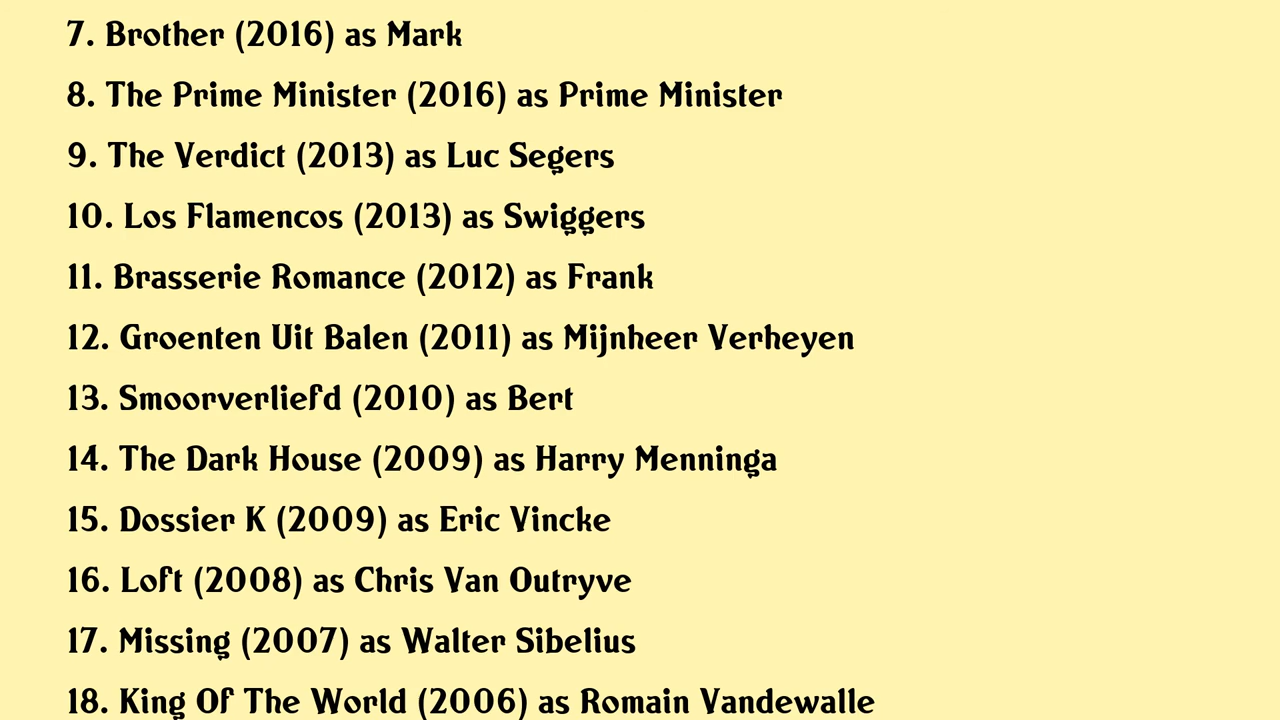 7. Brother (2016) as Mark
8. The Prime Minister (2016) as Prime Minister
9. The Verdict (2013) as Luc Segers
10. Los Flamencos (2013) as Swiggers
11. Brasserie Romance (2012) as Frank
12. Groenten Uit Balen (2011) as Mijnheer Verheyen
13. Smoorverliefd (2010) as Bert
14. The Dark House (2009) as Harry Menninga
15. Dossier K (2009) as Eric Vincke
16. Loft (2008) as Chris Van Outryve
17. Missing (2007) as Walter Sibelius
18. King Of The World (2006) as Romain Vandewalle